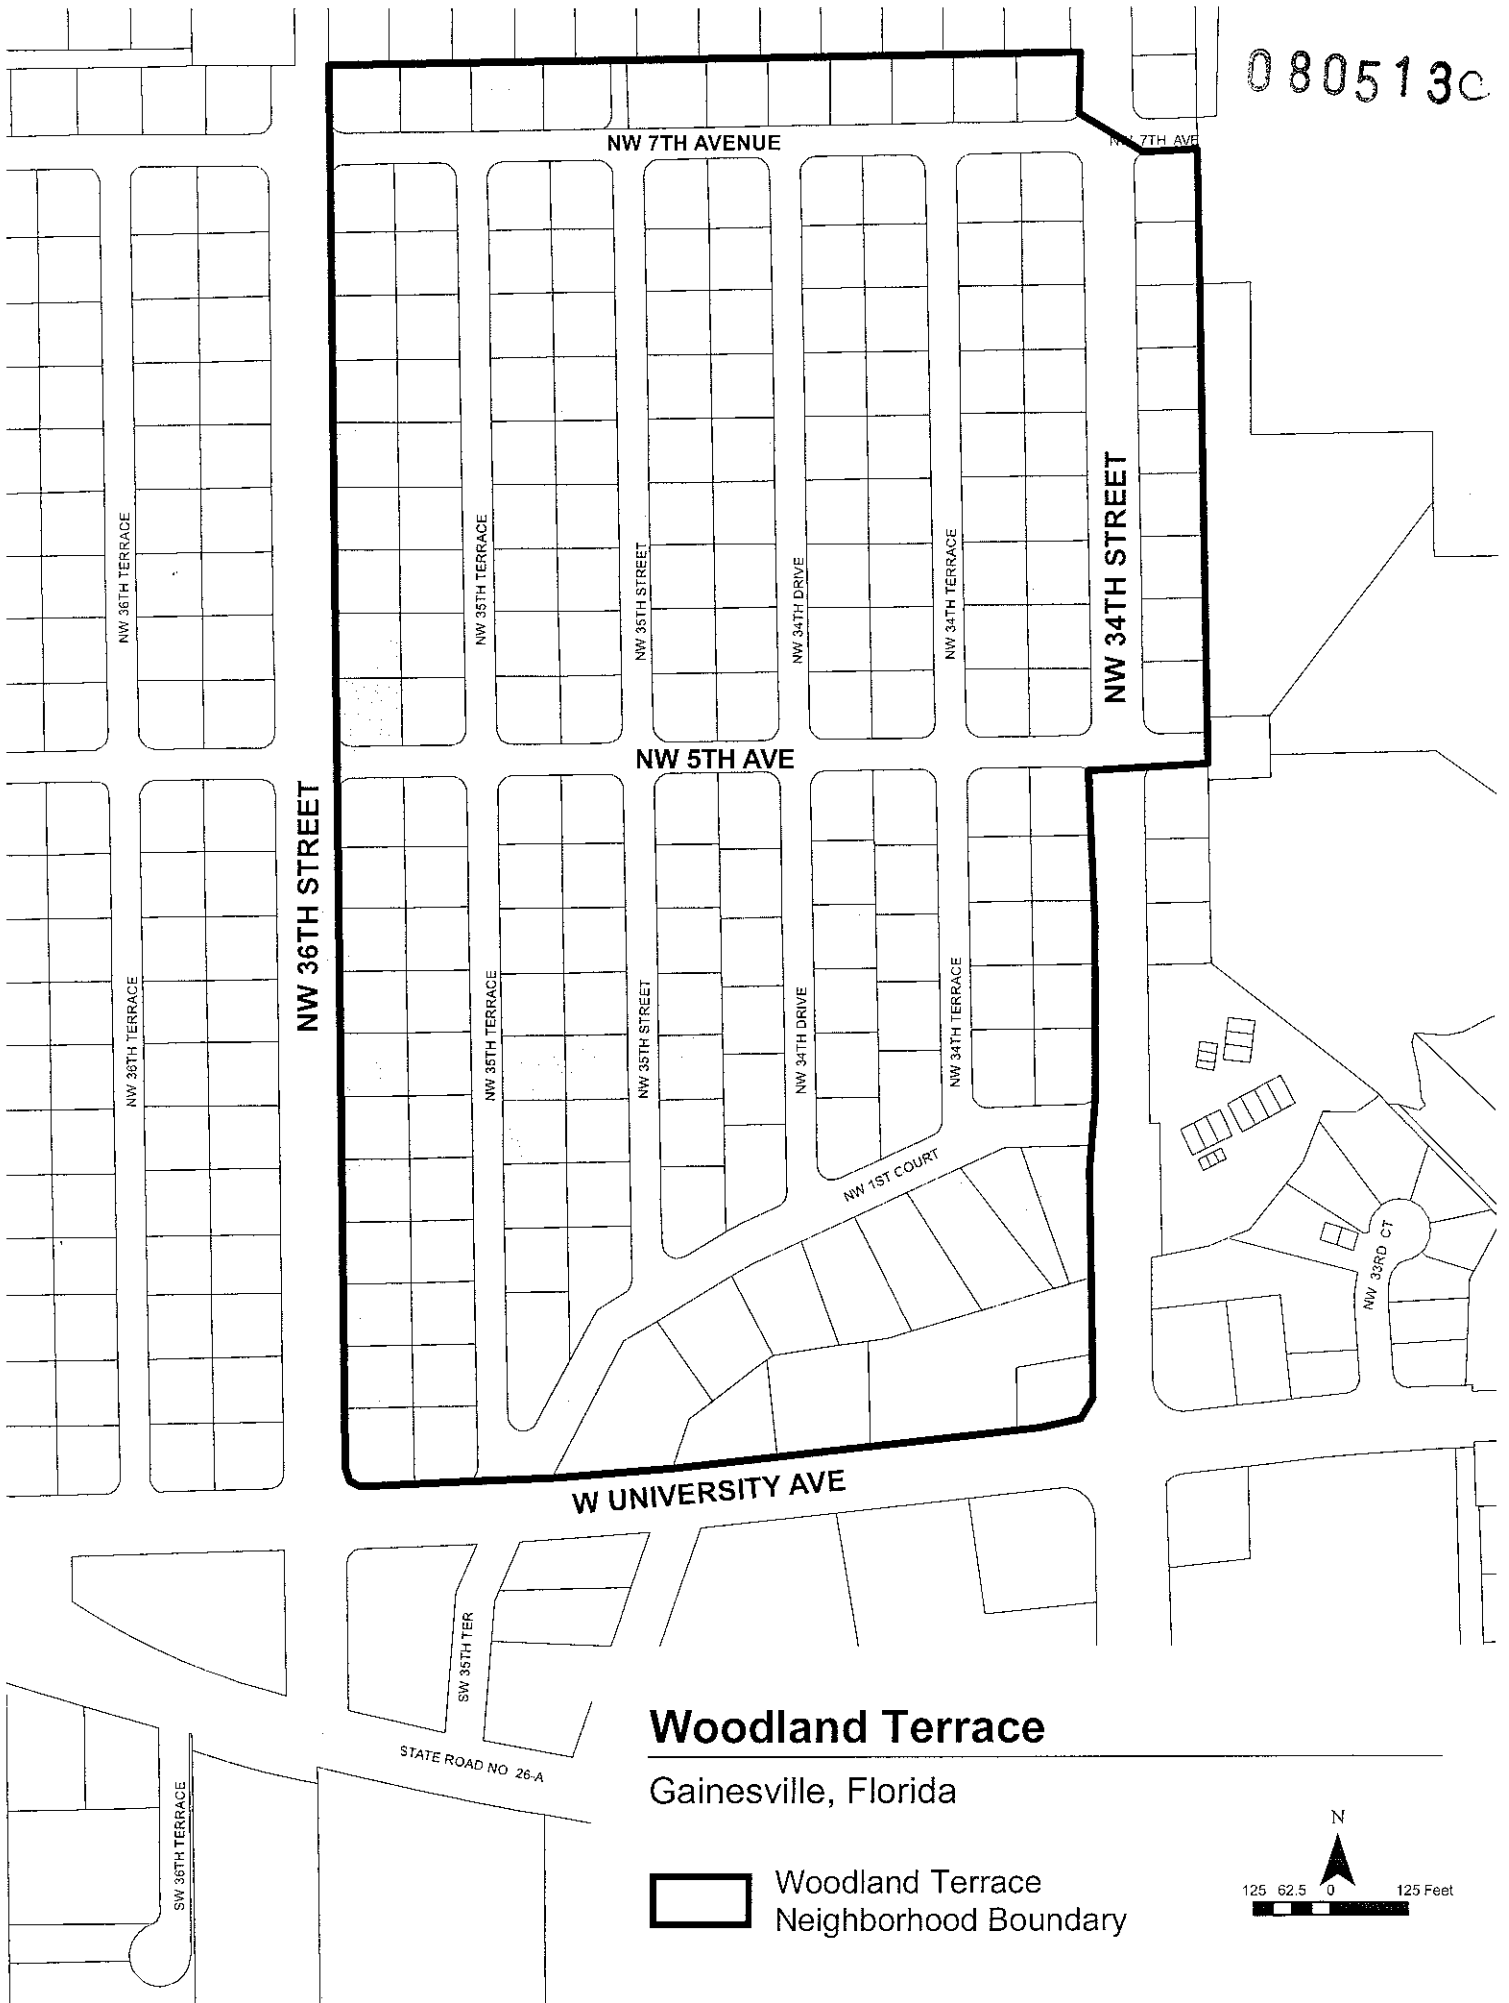 080513C
NW 7TH AVENUE
NW 7TH AVE
NW 36TH TERRACE
NW 35TH TERRACE
NW 35TH STREET
NW 34TH DRIVE
NW 34TH TERRACE
NW 34TH STREET
NW 5TH AVE
NW 36TH STREET
NW 36TH TERRACE
NW 35TH TERRACE
NW 35TH STREET
NW 34TH DRIVE
NW 34TH TERRACE
NW 1ST COURT
NW 33RD CT
W UNIVERSITY AVE
SW 35TH TER
STATE ROAD NO 26-A
SW 36TH TERRACE
Woodland Terrace
Gainesville, Florida
Woodland Terrace
Neighborhood Boundary
N
125 62.5 0 125 Feet